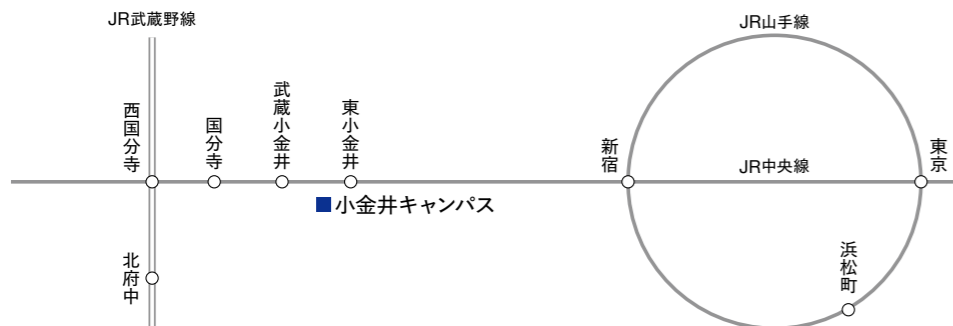 JR武蔵野線
JR山手線
西国分寺
国分寺
武蔵小金井
東小金井
新宿
JR中央線
東京
小金井キャンパス
北府中
浜松町